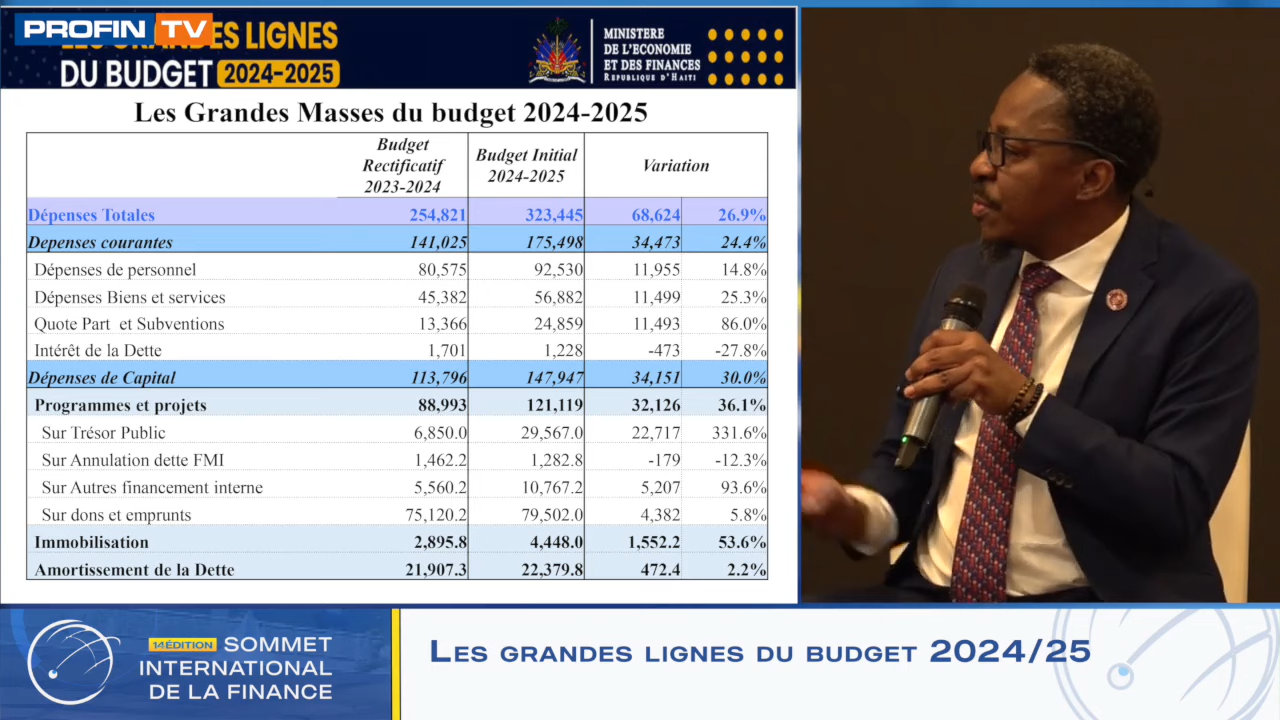 PROFIN TV
LES GRANDES LIGNES
DU BUDGET 2024-2025
MINISTERE
DE L'ECONOMIE
ET DES FINANCES
REPUBLIQUE D'HAITI
Les Grandes Masses du budget 2024-2025
Budget Rectificatif 2023-2024 Budget Initial 2024-2025 Variation
Dépenses Totales 254,821 323,445 68,624 26.9%
Depenses courantes 141,025 175,498 34,473 24.4%
Dépenses de personnel 80,575 92,530 11,955 14.8%
Dépenses Biens et services 45,382 56,882 11,499 25.3%
Quote Part et Subventions 13,366 24,859 11,493 86.0%
Intérêt de la Dette 1,701 1,228 -473 -27.8%
Dépenses de Capital 113,796 147,947 34,151 30.0%
Programmes et projets 88,993 121,119 32,126 36.1%
Sur Trésor Public 6,850.0 29,567.0 22,717 331.6%
Sur Annulation dette FMI 1,462.2 1,282.8 -179 -12.3%
Sur Autres financement interne 5,560.2 10,767.2 5,207 93.6%
Sur dons et emprunts 75,120.2 79,502.0 4,382 5.8%
Immobilisation 2,895.8 4,448.0 1,552.2 53.6%
Amortissement de la Dette 21,907.3 22,379.8 472.4 2.2%
14ÉDITION SOMMET
INTERNATIONAL
DE LA FINANCE
LES GRANDES LIGNES DU BUDGET 2024/25